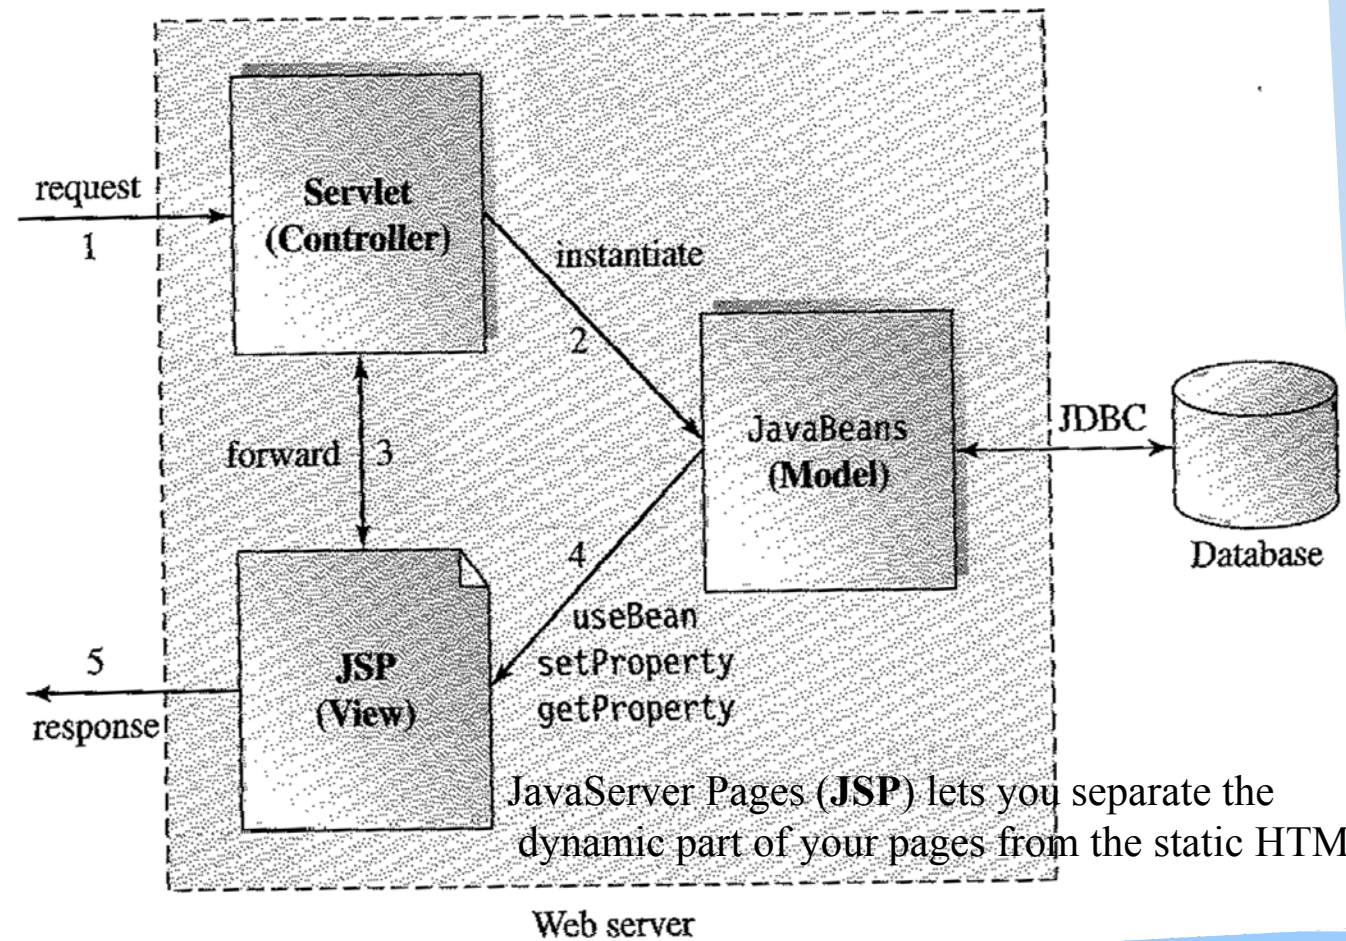 request
1
Servlet
(Controller)
instantiate
2
JavaBeans
(Model)
JDBC
Database
forward
3
4
useBean
setProperty
getProperty
JSP
(View)
5
response
JavaServer Pages (JSP) lets you separate the
dynamic part of your pages from the static HTM
Web server